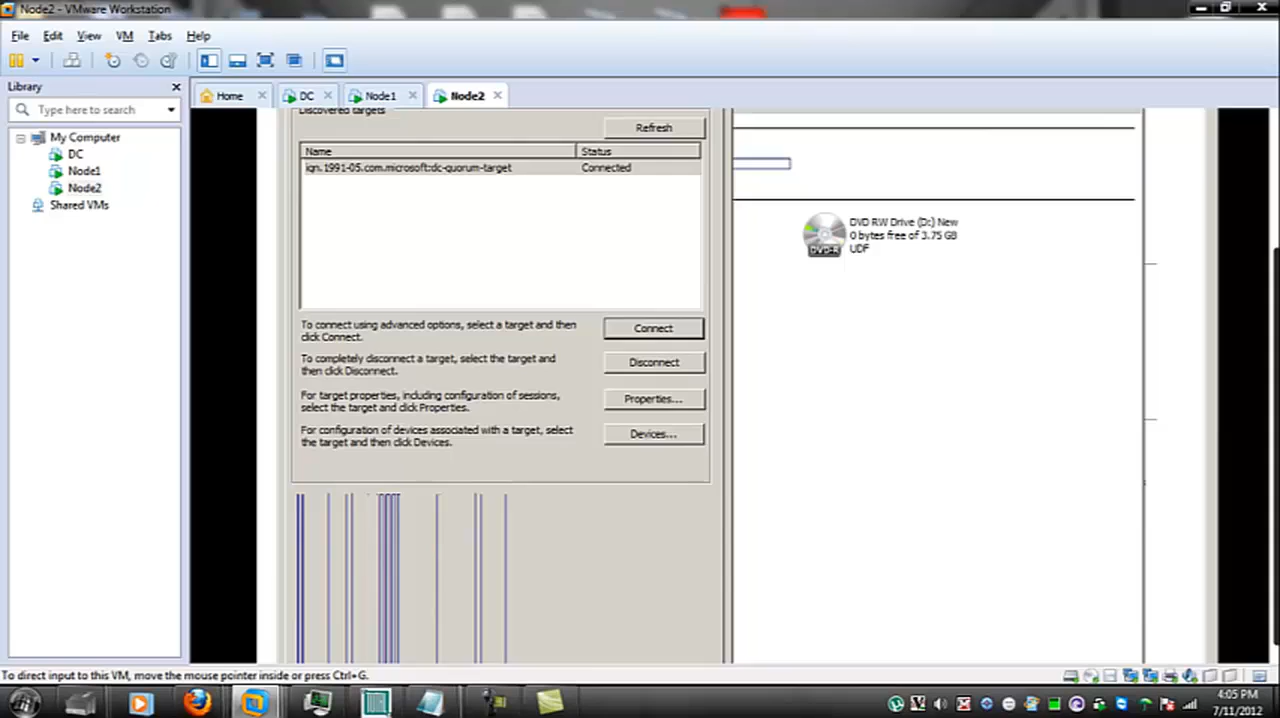 Node2 - VMware Workstation
File Edit View VM Tabs Help
Library
Type here to search
My Computer
DC
Node1
Node2
Shared VMs
Home
DC
Node1
Node2
Discovered targets
Refresh
Name Status
iqn.1991-05.com.microsoft:dc-quorum-target Connected
To connect using advanced options, select a target and then
click Connect.
Connect
To completely disconnect a target, select the target and
then click Disconnect.
Disconnect
For target properties, including configuration of sessions,
select the target and click Properties.
Properties...
For configuration of devices associated with a target, select
the target and then click Devices.
Devices...
DVD RW Drive (D:) New
0 bytes free of 3.75 GB
UDF
DVD-R
To direct input to this VM, move the mouse pointer inside or press Ctrl+G.
4:05 PM
7/11/2012